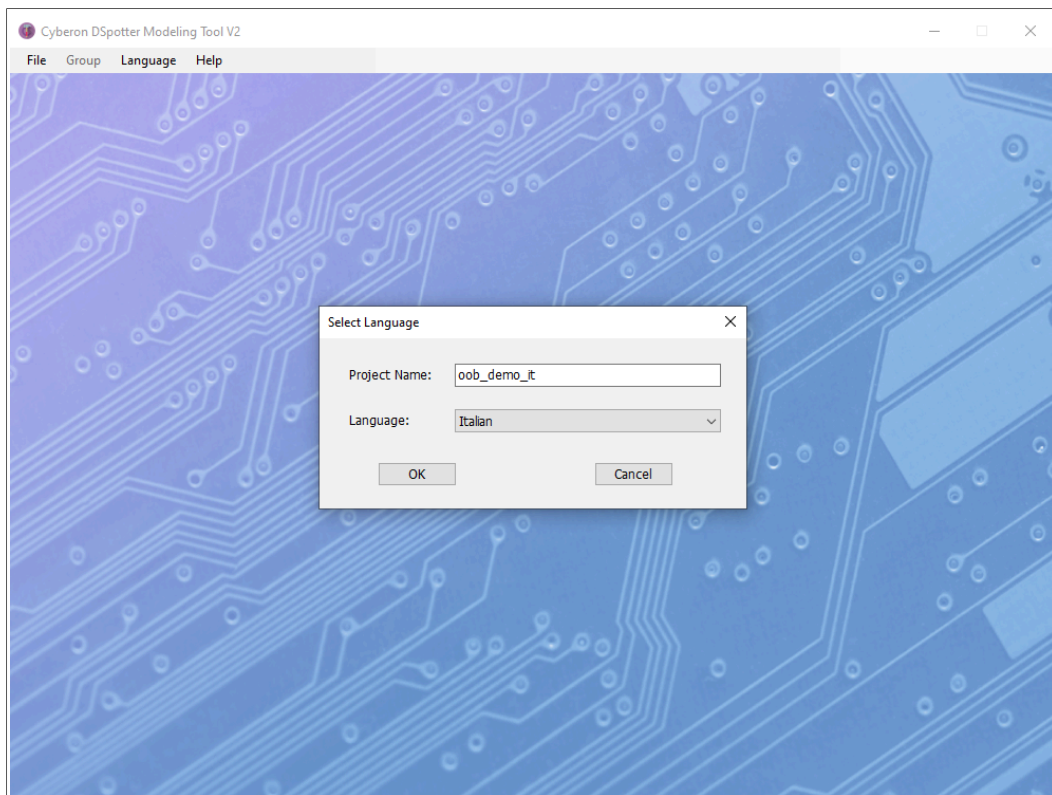 Cyberon DSpotter Modeling Tool V2
File Group Language Help
Select Language
Project Name: oob_demo_it
Language: Italian
OK Cancel